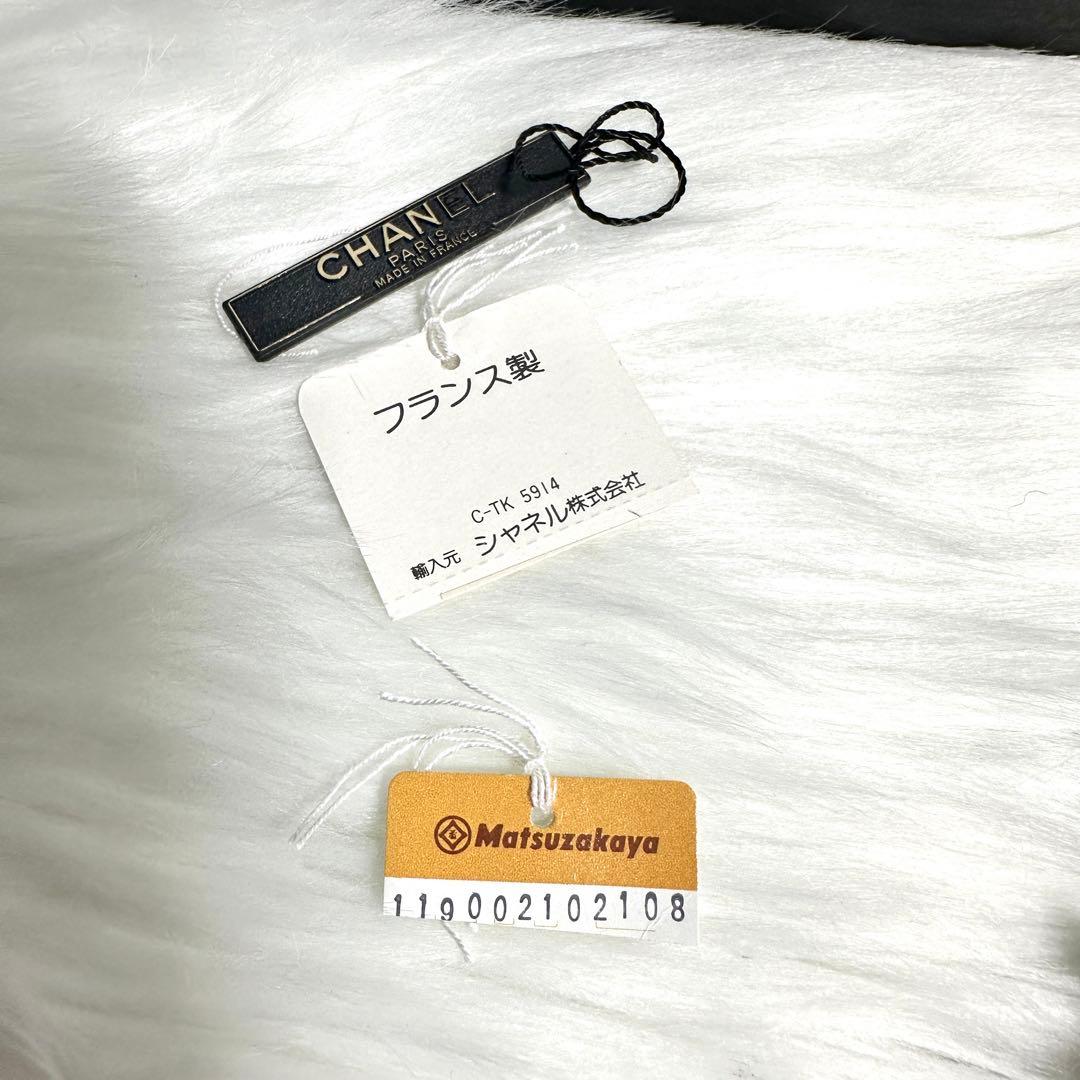 CHANEL
PARIS
MADE IN FRANCE
フランス製
C-TK 5914
輸入元 シャネル株式会社
Matsuzakaya
119002102108